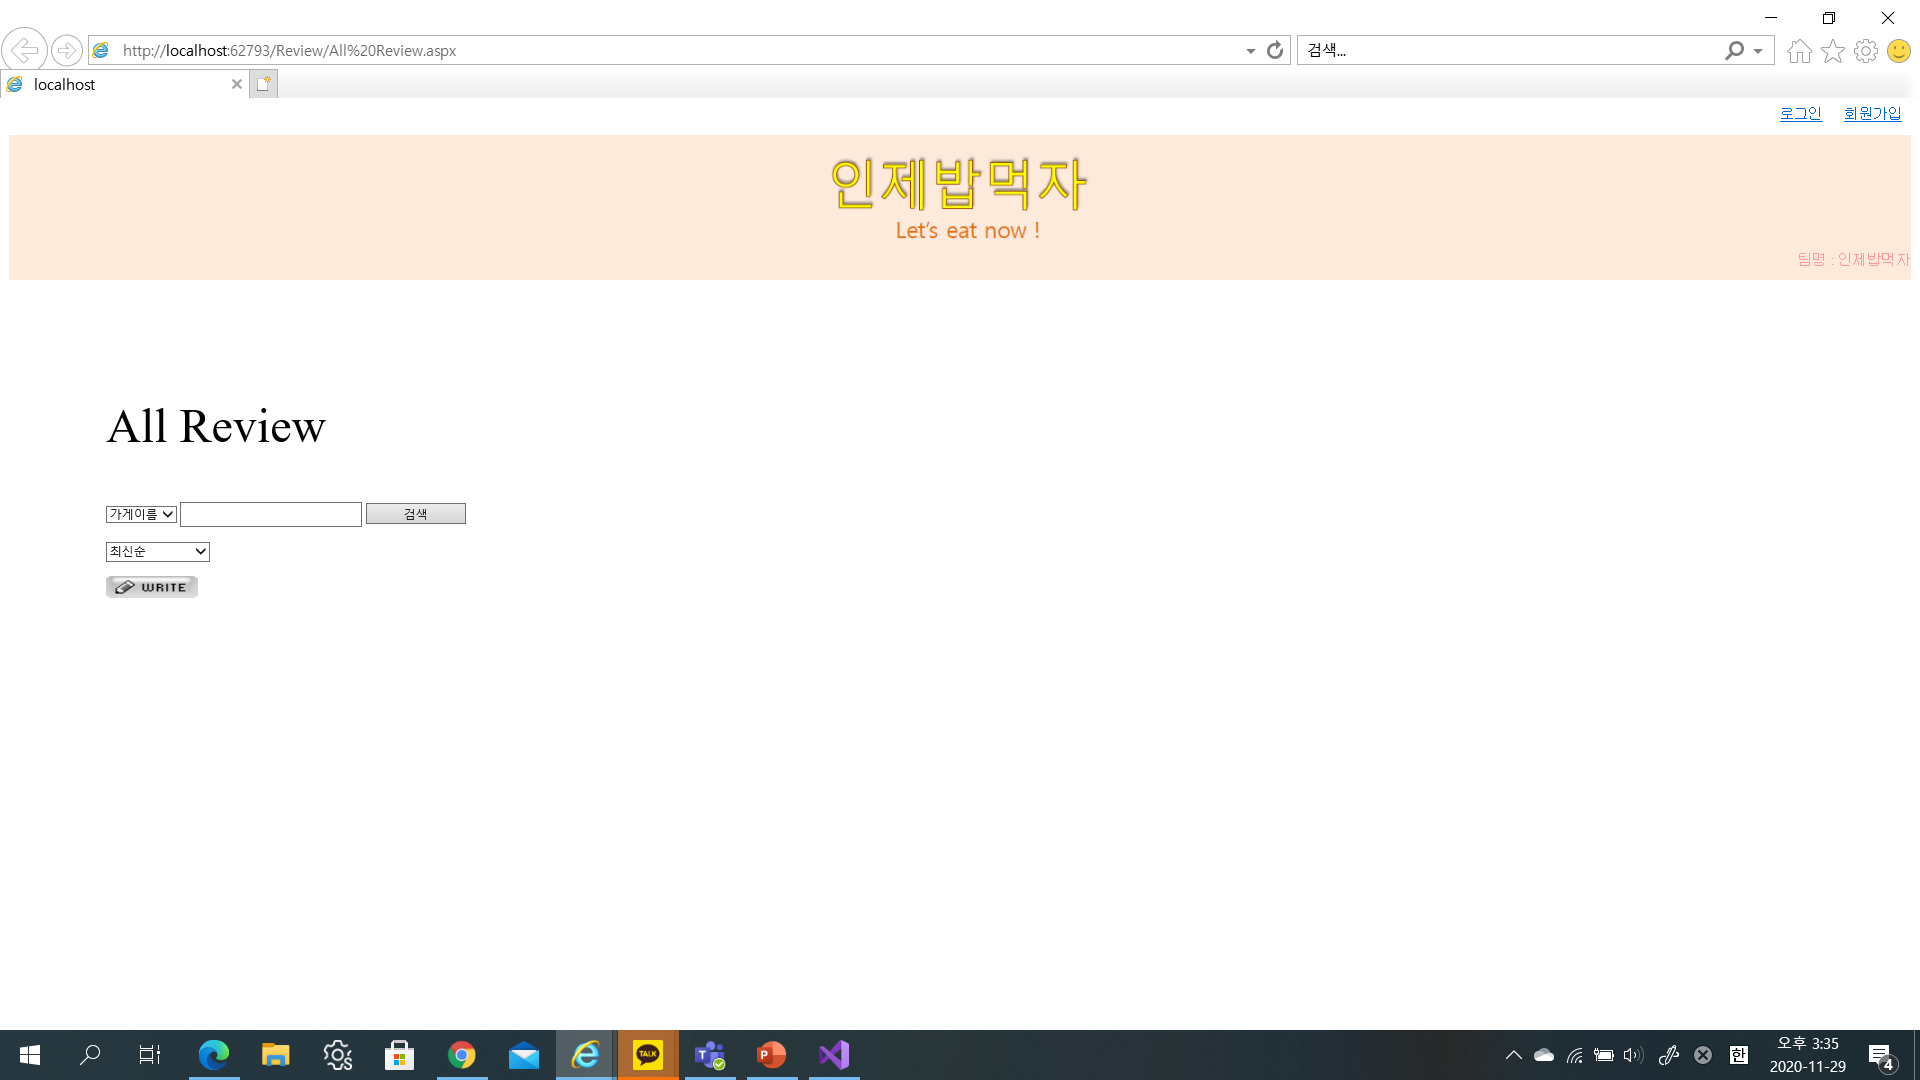 http://localhost:62793/Review/All%20Review.aspx
검색...
localhost
로그인 회원가입
인제밥먹자
Let's eat now !
팀명 : 인제밥먹자
All Review
가게이름 검색
최신순
WRITE
TALK
T
P
한
오후 3:35
2020-11-29
4